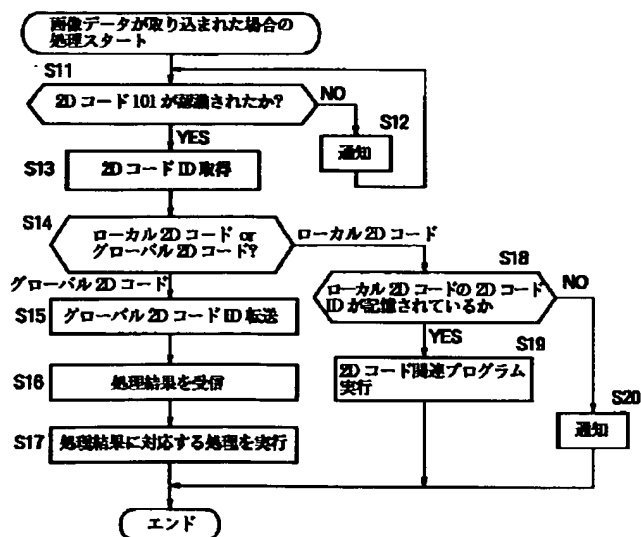 画像データが取り込まれた場合の
処理スタート
S11
2Dコード101が認識されたか?
NO
S12
通知
YES
S13
2DコードID取得
S14
ローカル2Dコード or
グローバル2Dコード?
ローカル2Dコード
S18
ローカル2Dコードの2Dコード
IDが記憶されているか
NO
グローバル2Dコード
S15
グローバル2DコードID転送
YES
S19
2Dコード関連プログラム
実行
S16
処理結果を受信
S20
通知
S17
処理結果に対応する処理を実行
エンド